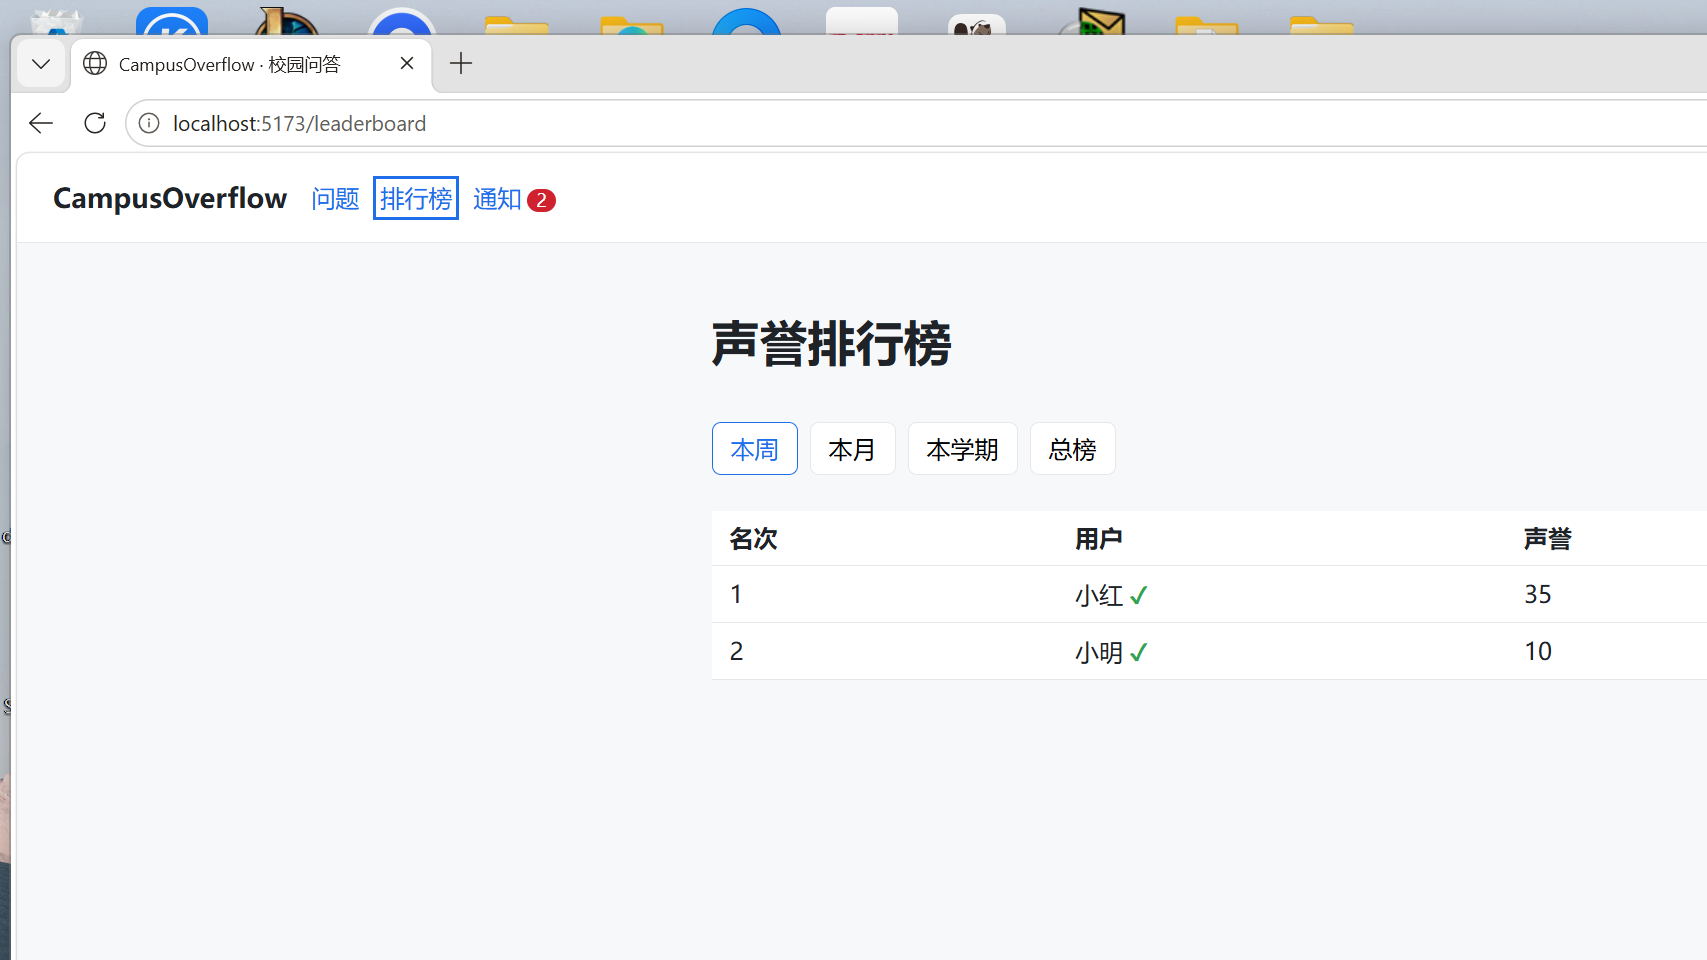 CampusOverflow · 校园问答
localhost:5173/leaderboard
CampusOverflow 问题 排行榜 通知 2
声誉排行榜
本周 本月 本学期 总榜
名次 用户 声誉
1 小红 ✓ 35
2 小明 ✓ 10